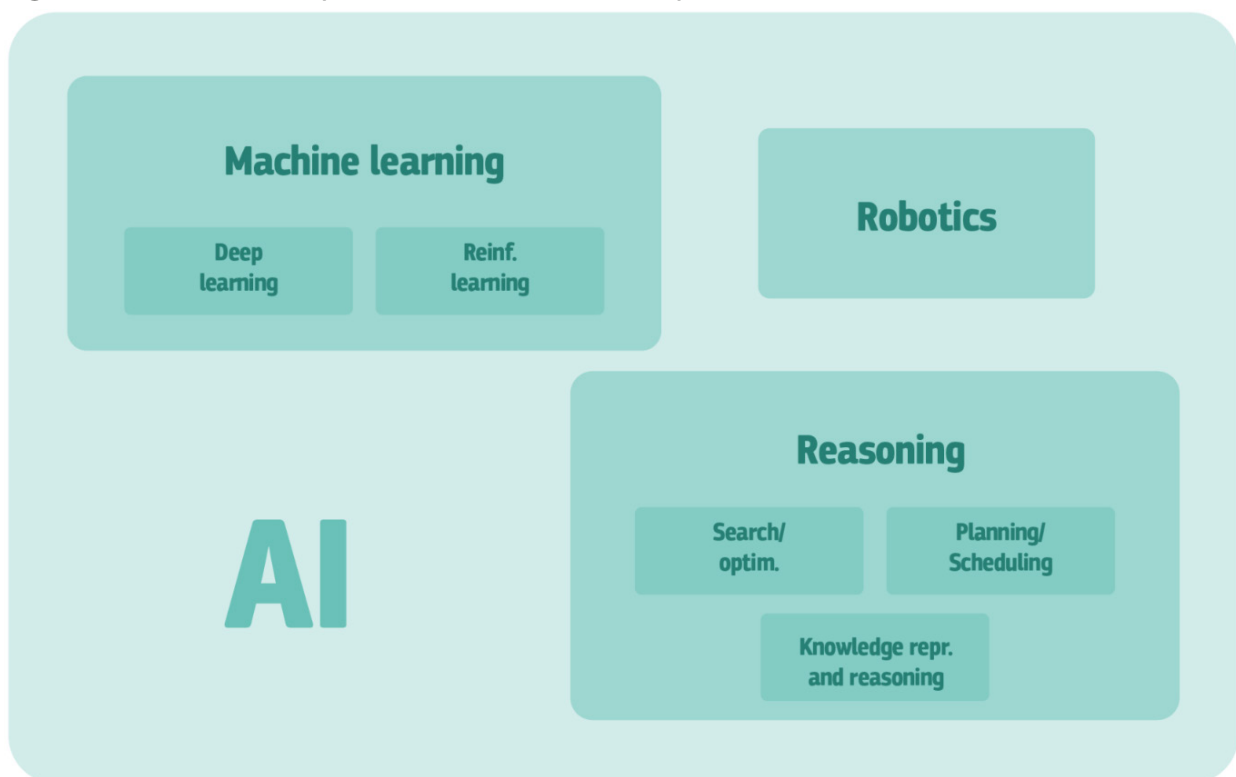 Machine learning
Deep
learning
Reinf.
learning
Robotics
Reasoning
Search/
optim.
Planning/
Scheduling
Knowledge repr.
and reasoning
AI